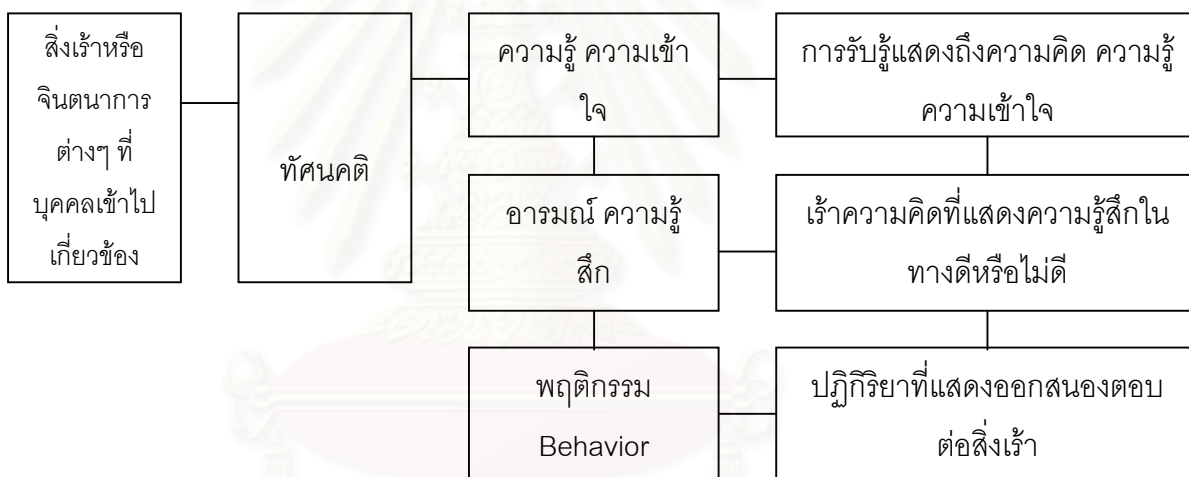 สิ่งเร้าหรือ
จินตนาการ
ต่างๆ ที่
บุคคลเข้าไป
เกี่ยวข้อง
ทัศนคติ
ความรู้ ความเข้า
ใจ
การรับรู้แสดงถึงความคิด ความรู้
ความเข้าใจ
อารมณ์ ความรู้
สึก
เร้าความคิดที่แสดงความรู้สึกใน
ทางดีหรือไม่ดี
พฤติกรรม
Behavior
ปฏิกิริยาที่แสดงออกสนองตอบ
ต่อสิ่งเร้า